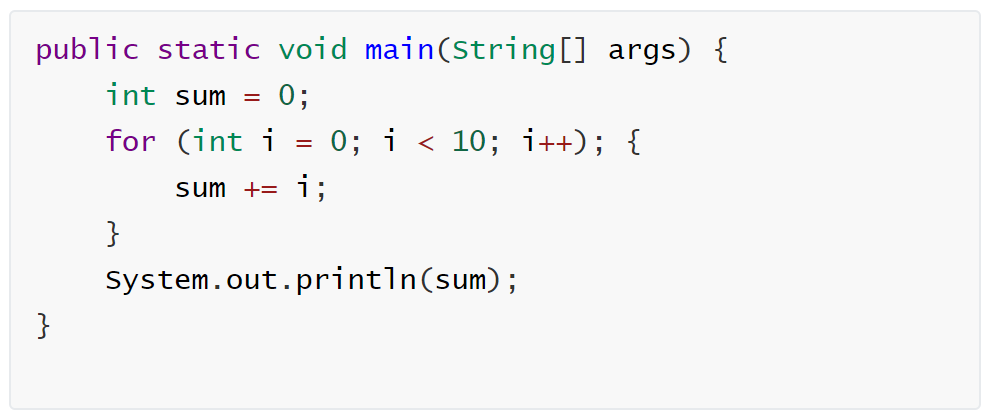 public static void main(String[] args) {
    int sum = 0;
    for (int i = 0; i < 10; i++); {
        sum += i;
    }
    System.out.println(sum);
}